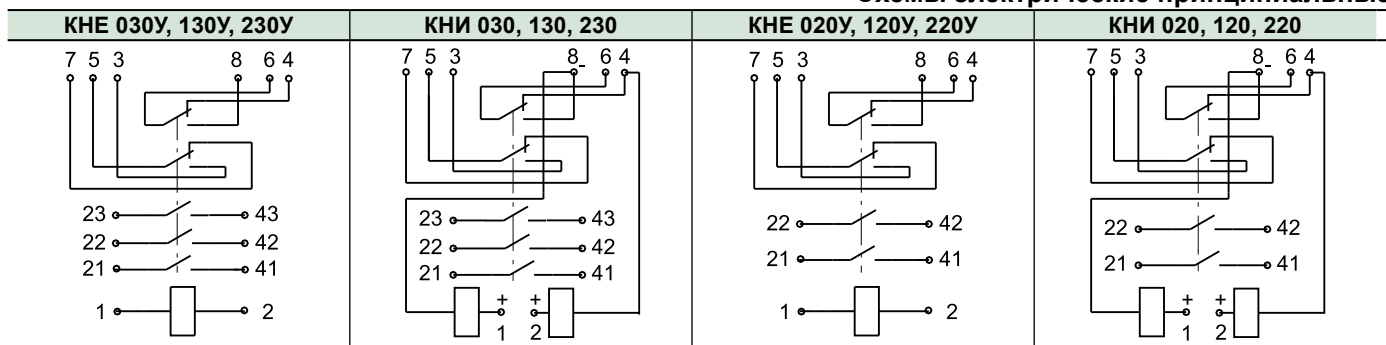 Схемы электрические принципиальные
КНЕ 030У, 130У, 230У КНИ 030, 130, 230 КНЕ 020У, 120У, 220У КНИ 020, 120, 220
7 5 3 8 6 4 7 5 3 8- 6 4 7 5 3 8 6 4 7 5 3 8- 6 4
23 43 23 43
22 42 22 42 22 42 22 42
21 41 21 41 21 41 21 41
1 2 + + 1 2 + +
1 2 1 2